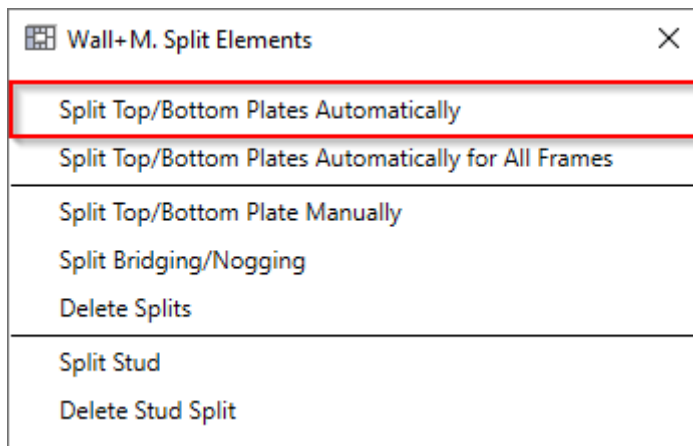 Wall+M. Split Elements
Split Top/Bottom Plates Automatically
Split Top/Bottom Plates Automatically for All Frames
Split Top/Bottom Plate Manually
Split Bridging/Nogging
Delete Splits
Split Stud
Delete Stud Split